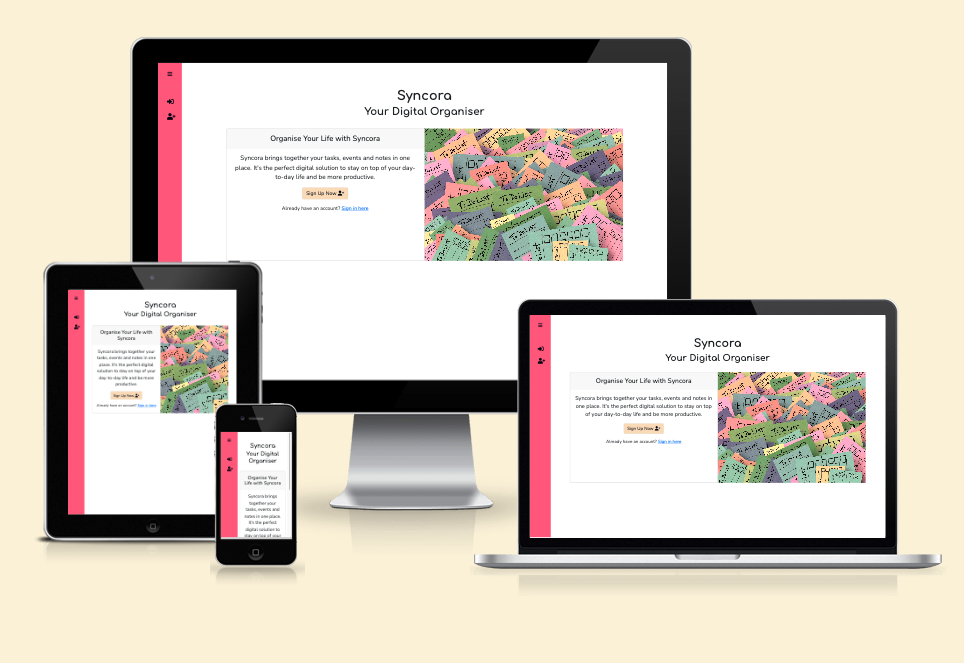 Syncora
Your Digital Organiser
Organise Your Life with Syncora
Syncora brings together your tasks, events and notes in one
place. It's the perfect digital solution to stay on top of your day-
to-day life and be more productive.
Sign Up Now
Already have an account? Sign in here
Syncora
Your Digital Organiser
Organise Your Life with
Syncora
Syncora brings together your
tasks, events and notes in one
place. It's the perfect digital
solution to stay on top of your
day-to-day life and be more
productive.
Sign Up Now
Already have an account? Sign in here
Syncora
Your Digital
Organiser
Organise Your
Life with Syncora
Syncora brings
together your
tasks, events
and notes in one
place. It's the
perfect digital
solution to
stay on top of your
Syncora
Your Digital Organiser
Organise Your Life with Syncora
Syncora brings together your tasks, events and notes in
one place. It's the perfect digital solution to stay on top
of your day-to-day life and be more productive.
Sign Up Now
Already have an account? Sign in here
To Do List